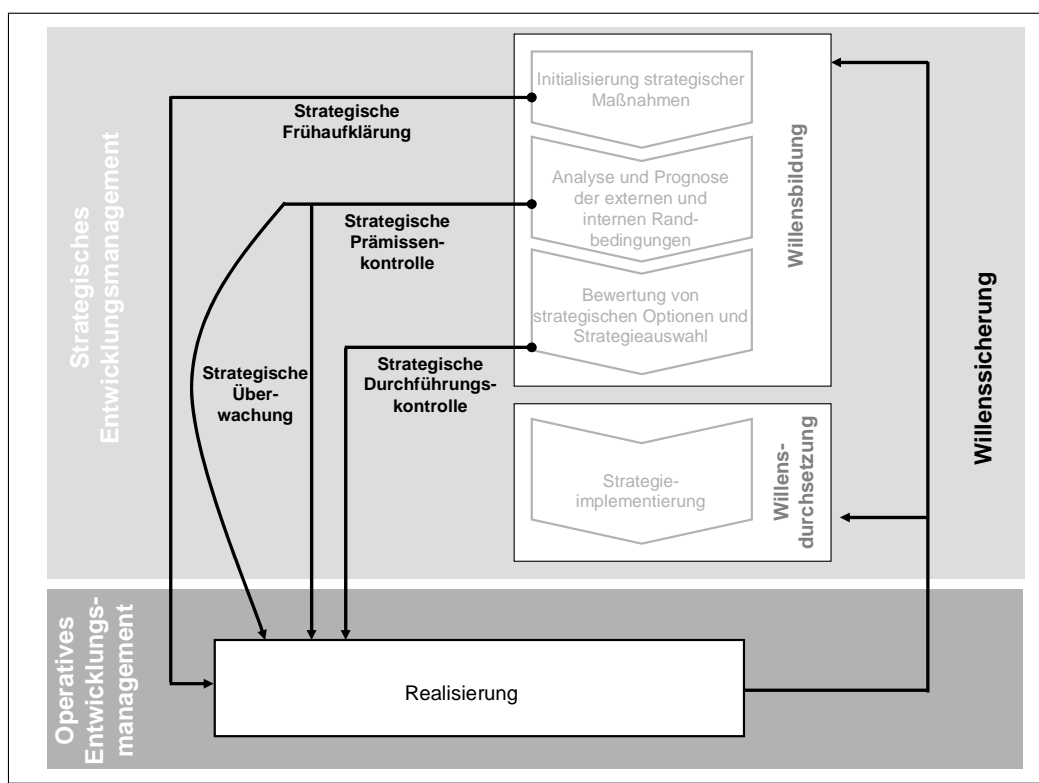 Strategisches
Entwicklungsmanagement
Initialisierung strategischer
Maßnahmen
Strategische
Frühaufklärung
Analyse und Prognose
der externen und
internen Rand-
bedingungen
Strategische
Prämissen-
kontrolle
Bewertung von
strategischen Optionen und
Strategieauswahl
Strategische
Durchführungs-
kontrolle
Strategische
Über-
wachung
Willensbildung
Strategie-
implementierung
Willens-
durchsetzung
Willenssicherung
Operatives
Entwicklungs-
management
Realisierung